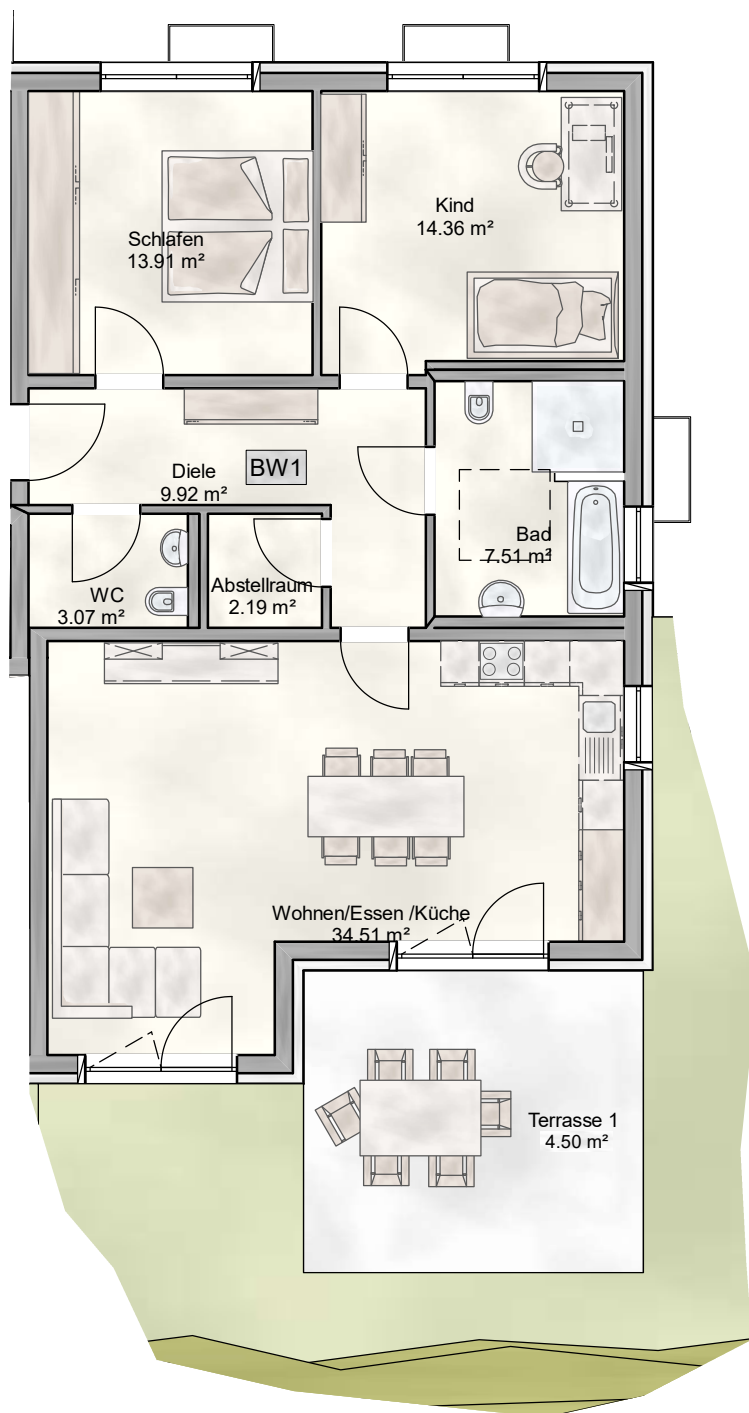 Schlafen
13.91 m²
Kind
14.36 m²
Diele
9.92 m²
BW1
Bad
7.51 m²
WC
3.07 m²
Abstellraum
2.19 m²
Wohnen/Essen /Küche
34.51 m²
Terrasse 1
4.50 m²